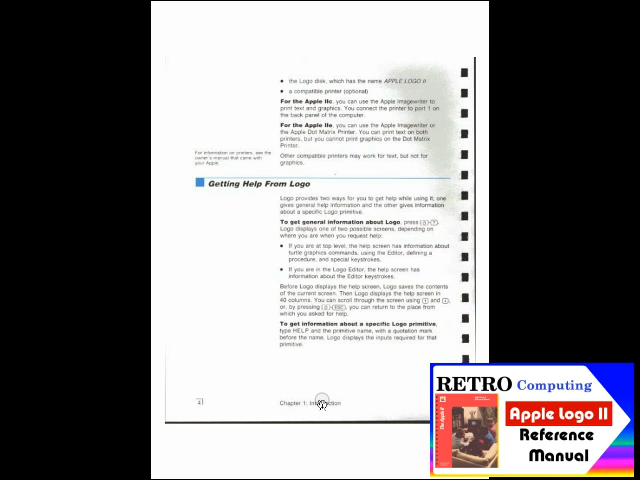 • the Logo disk, which has the name APPLE LOGO II
• a compatible printer (optional)
For the Apple IIc, you can use the Apple Imagewriter to
print text and graphics. You connect the printer to port 1 on
the back panel of the computer.
For the Apple IIe, you can use the Apple Imagewriter or
the Apple Dot Matrix Printer. You can print text on both
printers, but you cannot print graphics on the Dot Matrix
Printer.
For information on printers, see the
owner's manual that came with
your Apple.
Other compatible printers may work for text, but not for
graphics.
Getting Help From Logo
Logo provides two ways for you to get help while using it; one
gives general help information and the other gives information
about a specific Logo primitive.
To get general information about Logo, press
Logo displays one of two possible screens, depending on
where you are when you request help:
• If you are at top level, the help screen has information about
turtle graphics commands, using the Editor, defining a
procedure, and special keystrokes.
• If you are in the Logo Editor, the help screen has
information about the Editor keystrokes.
Before Logo displays the help screen, Logo saves the contents
of the current screen. Then Logo displays the help screen in
40 columns. You can scroll through the screen using and ,
or, by pressing ESC, you can return to the place from
which you asked for help.
To get information about a specific Logo primitive,
type HELP and the primitive name, with a quotation mark
before the name. Logo displays the inputs required for that
primitive.
4
Chapter 1:
RETRO Computing
Apple Logo II
Reference
Manual